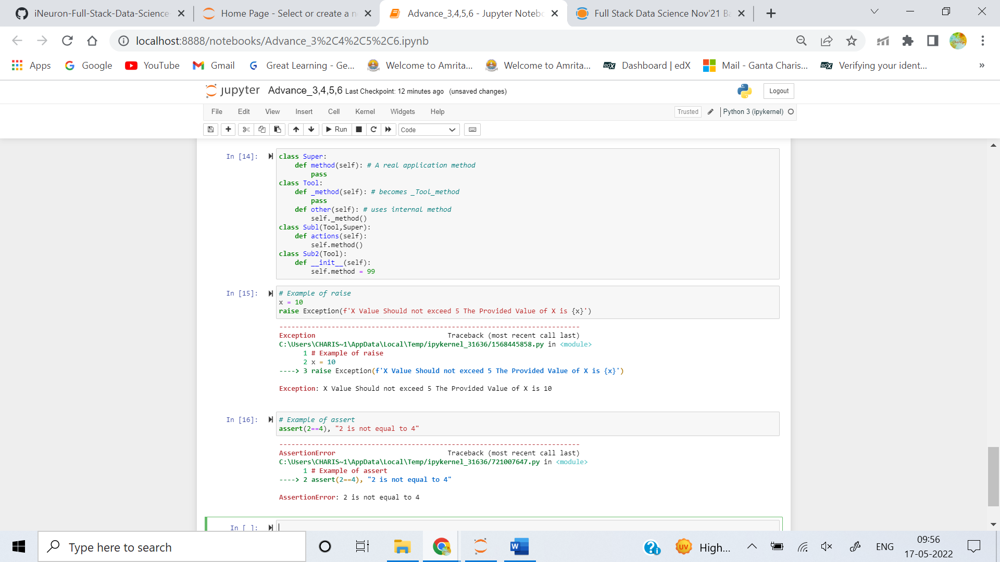 iNeuron-Full-Stack-Data-Science
Home Page - Select or create a n
Advance_3,4,5,6 - Jupyter Notebo
Full Stack Data Science Nov'21 Ba
localhost:8888/notebooks/Advance_3%2C4%2C5%2C6.ipynb
Apps
Google
YouTube
Gmail
Great Learning - Ge...
Welcome to Amrita...
Welcome to Amrita...
Dashboard | edX
Mail - Ganta Charis...
Verifying your ident...
»
jupyter Advance_3,4,5,6 Last Checkpoint: 12 minutes ago (unsaved changes)
Logout
File Edit View Insert Cell Kernel Widgets Help
Trusted
Python 3 (ipykernel)
Run
Code
In [14]:
class Super:
    def method(self): # A real application method
        pass
class Tool:
    def _method(self): # becomes _Tool_method
        pass
    def other(self): # uses internal method
        self._method()
class Sub1(Tool,Super):
    def actions(self):
        self.method()
class Sub2(Tool):
    def __init__(self):
        self.method = 99
In [15]:
# Example of raise
x = 10
raise Exception(f'X Value Should not exceed 5 The Provided Value of X is {x}')
---------------------------------------------------------------------------
Exception                                 Traceback (most recent call last)
C:\Users\CHARIS~1\AppData\Local\Temp/ipykernel_31636/1568445858.py in <module>
      1 # Example of raise
      2 x = 10
----> 3 raise Exception(f'X Value Should not exceed 5 The Provided Value of X is {x}')
Exception: X Value Should not exceed 5 The Provided Value of X is 10
In [16]:
# Example of assert
assert(2==4), "2 is not equal to 4"
---------------------------------------------------------------------------
AssertionError                            Traceback (most recent call last)
C:\Users\CHARIS~1\AppData\Local\Temp/ipykernel_31636/721007647.py in <module>
      1 # Example of assert
----> 2 assert(2==4), "2 is not equal to 4"
AssertionError: 2 is not equal to 4
In [ ]:
Type here to search
UV
High...
ENG
09:56
17-05-2022